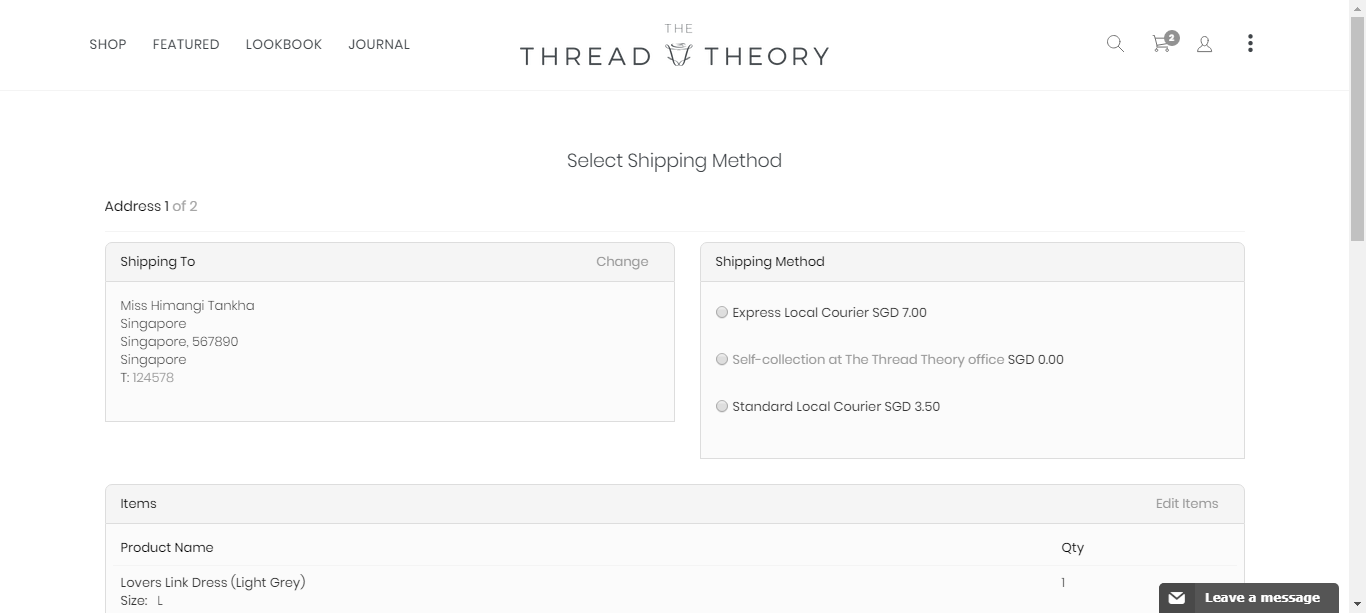 SHOP FEATURED LOOKBOOK JOURNAL
THE
THREAD THEORY
2
Select Shipping Method
Address 1 of 2
Shipping To Change
Miss Himangi Tankha
Singapore
Singapore, 567890
Singapore
T: 124578
Shipping Method
Express Local Courier SGD 7.00
Self-collection at The Thread Theory office SGD 0.00
Standard Local Courier SGD 3.50
Items Edit Items
Product Name Qty
Lovers Link Dress (Light Grey) 1
Size: L
Leave a message